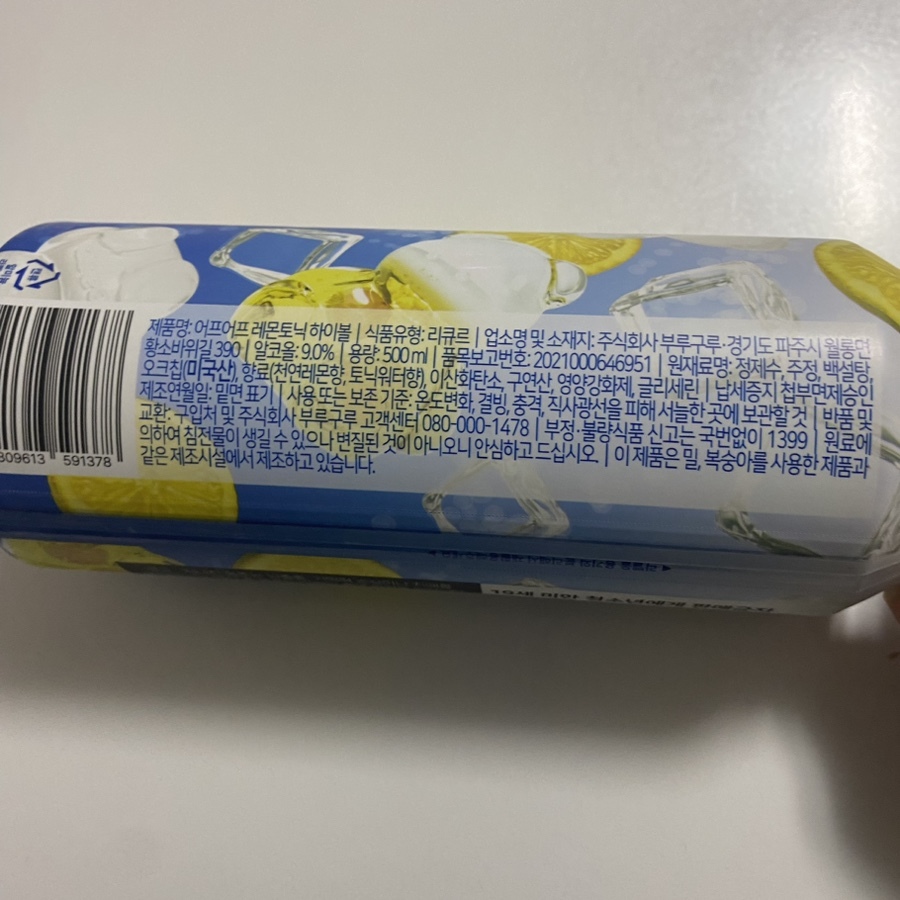 제품명: 어프어프 레몬토닉 하이볼 | 식품유형: 리큐르 | 업소명 및 소재지: 주식회사 부루구루·경기도 파주시 월롱면
황소바위길 390 | 알코올: 9.0% | 용량: 500 ml | 품목보고번호: 2021000646951 | 원재료명: 정제수, 주정, 백설탕,
오크칩(미국산), 향료(천연레몬향, 토닉워터향), 이산화탄소, 구연산, 영양강화제, 글리세린 | 납세증지 첩부면제승인
제조연월일: 밑면 표기 | 사용 또는 보존 기준: 온도변화, 결빙, 충격, 직사광선을 피해 서늘한 곳에 보관할 것 | 반품 및
교환: 구입처 및 주식회사 부루구루 고객센터 080-000-1478 | 부정·불량식품 신고는 국번없이 1399 | 원료에
의하여 침전물이 생길 수 있으나 변질된 것이 아니오니 안심하고 드십시오. | 이 제품은 밀, 복숭아를 사용한 제품과
같은 제조시설에서 제조하고 있습니다.
809613 591378